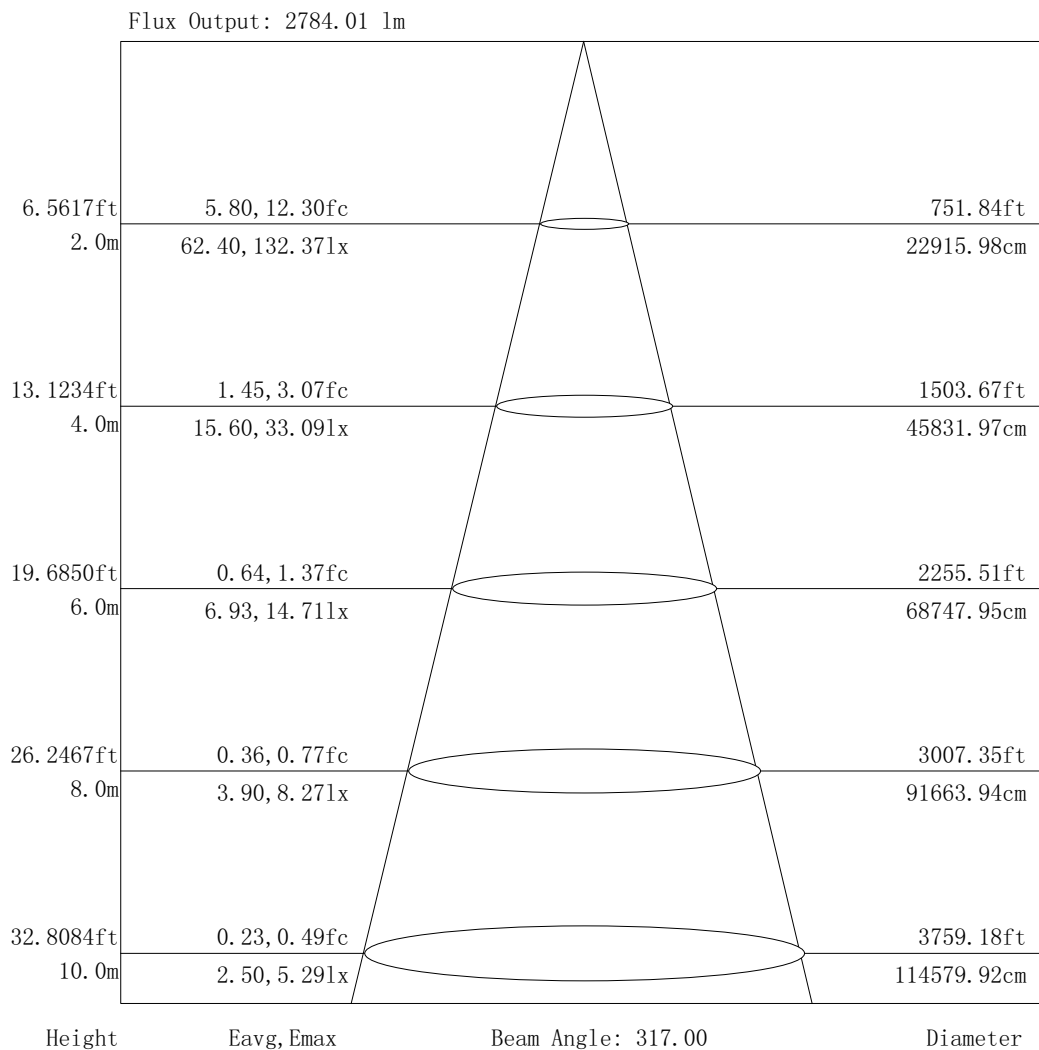 Flux Output: 2784.01 lm
6.5617ft 5.80,12.30fc 751.84ft
2.0m 62.40,132.37lx 22915.98cm
13.1234ft 1.45,3.07fc 1503.67ft
4.0m 15.60,33.09lx 45831.97cm
19.6850ft 0.64,1.37fc 2255.51ft
6.0m 6.93,14.71lx 68747.95cm
26.2467ft 0.36,0.77fc 3007.35ft
8.0m 3.90,8.27lx 91663.94cm
32.8084ft 0.23,0.49fc 3759.18ft
10.0m 2.50,5.29lx 114579.92cm
Height Eavg,Emax Beam Angle: 317.00 Diameter